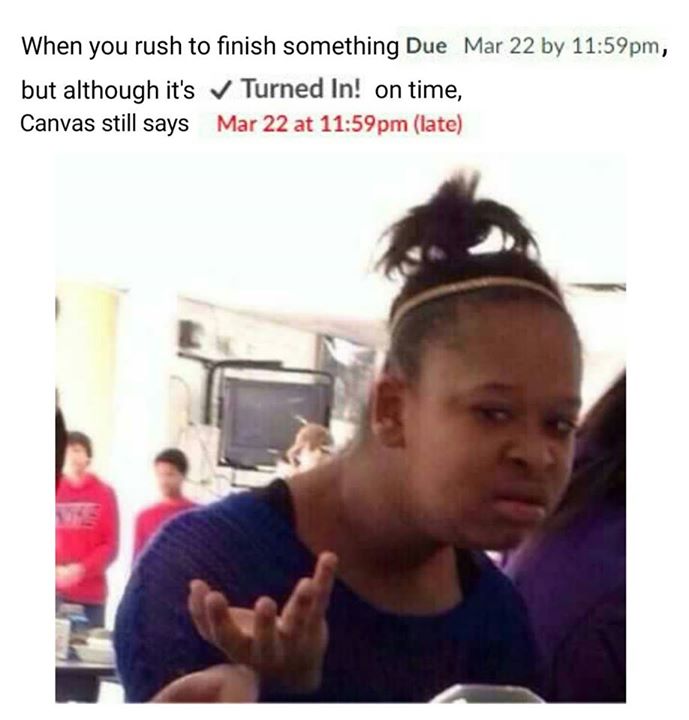 When you rush to finish something Due Mar 22 by 11:59pm,
but although it's ✓ Turned In! on time,
Canvas still says Mar 22 at 11:59pm (late)